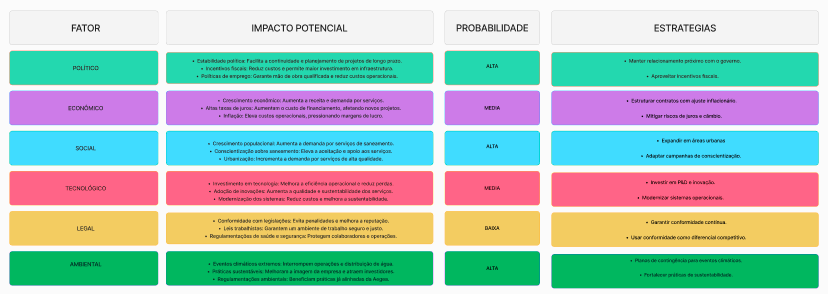 FATOR
IMPACTO POTENCIAL
PROBABILIDADE
ESTRATEGIAS
POLÍTICO
• Estabilidade política: Facilita a continuidade e planejamento de projetos de longo prazo.
• Incentivos fiscais: Reduz custos e permite maior investimento em infraestrutura.
• Políticas de emprego: Garante mão de obra qualificada e reduz custos operacionais.
ALTA
• Manter relacionamento próximo com o governo.
• Aproveitar incentivos fiscais.
ECONÔMICO
• Crescimento econômico: Aumenta a receita e demanda por serviços.
• Altas taxas de juros: Aumentam o custo de financiamento, afetando novos projetos.
• Inflação: Eleva custos operacionais, pressionando margens de lucro.
MEDIA
• Estruturar contratos com ajuste inflacionário.
• Mitigar riscos de juros e câmbio.
SOCIAL
• Crescimento populacional: Aumenta a demanda por serviços de saneamento.
• Conscientização sobre saneamento: Eleva a aceitação e apoio aos serviços.
• Urbanização: Incrementa a demanda por serviços de alta qualidade.
ALTA
• Expandir em áreas urbanas
• Adaptar campanhas de conscientização.
TECNOLÓGICO
• Investimento em tecnologia: Melhora a eficiência operacional e reduz perdas.
• Adoção de inovações: Aumenta a qualidade e sustentabilidade dos serviços.
• Modernização dos sistemas: Reduz custos e melhora a sustentabilidade.
MEDIA
• Investir em P&D e inovação.
• Modernizar sistemas operacionais.
LEGAL
• Conformidade com legislações: Evita penalidades e melhora a reputação.
• Leis trabalhistas: Garantem um ambiente de trabalho seguro e justo.
• Regulamentações de saúde e segurança: Protegem colaboradores e operações.
BAIXA
• Garantir conformidade contínua.
• Usar conformidade como diferencial competitivo.
AMBIENTAL
• Eventos climáticos extremos: Interrompem operações e distribuição de água.
• Políticas sustentáveis: Melhoram a imagem da empresa e atraem investidores.
• Regulamentações ambientais: Beneficiam práticas já alinhadas da Aegea.
ALTA
• Planos de contingência para eventos climáticos.
• Fortalecer práticas de sustentabilidade.